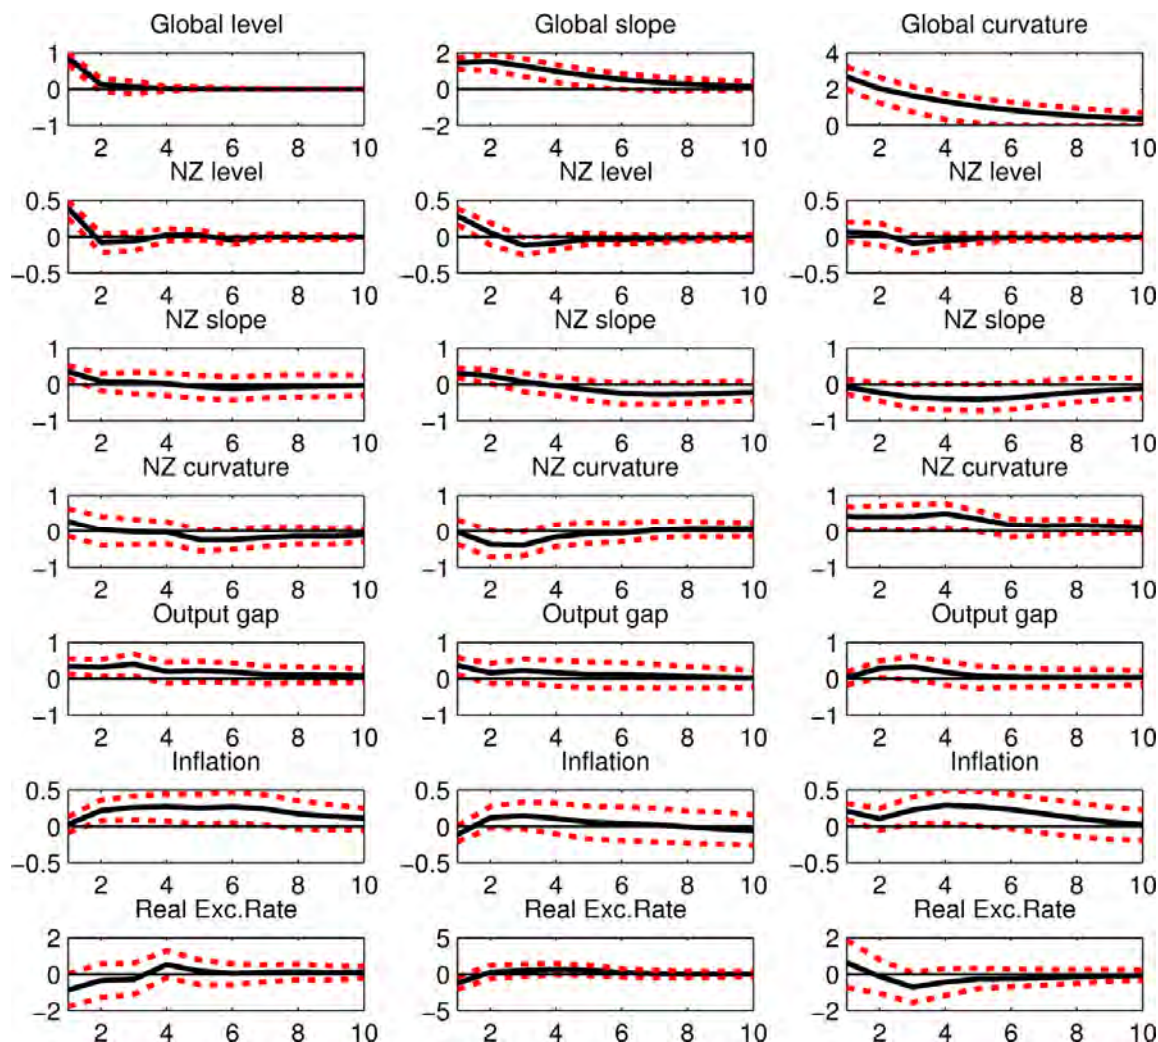 Global level Global slope Global curvature
1 2 4
0 0 2
−1 −2 0
2 4 6 8 10 2 4 6 8 10 2 4 6 8 10
NZ level NZ level NZ level
0.5 0.5 0.5
0 0 0
−0.5 −0.5 −0.5
2 4 6 8 10 2 4 6 8 10 2 4 6 8 10
NZ slope NZ slope NZ slope
1 1 1
0 0 0
−1 −1 −1
2 4 6 8 10 2 4 6 8 10 2 4 6 8 10
NZ curvature NZ curvature NZ curvature
1 1 1
0 0 0
−1 −1 −1
2 4 6 8 10 2 4 6 8 10 2 4 6 8 10
Output gap Output gap Output gap
1 1 1
0 0 0
−1 −1 −1
2 4 6 8 10 2 4 6 8 10 2 4 6 8 10
Inflation Inflation Inflation
0.5 0.5 0.5
0 0 0
−0.5 −0.5 −0.5
2 4 6 8 10 2 4 6 8 10 2 4 6 8 10
Real Exc.Rate Real Exc.Rate Real Exc.Rate
2 5 2
0 0 0
−2 −5 −2
2 4 6 8 10 2 4 6 8 10 2 4 6 8 10